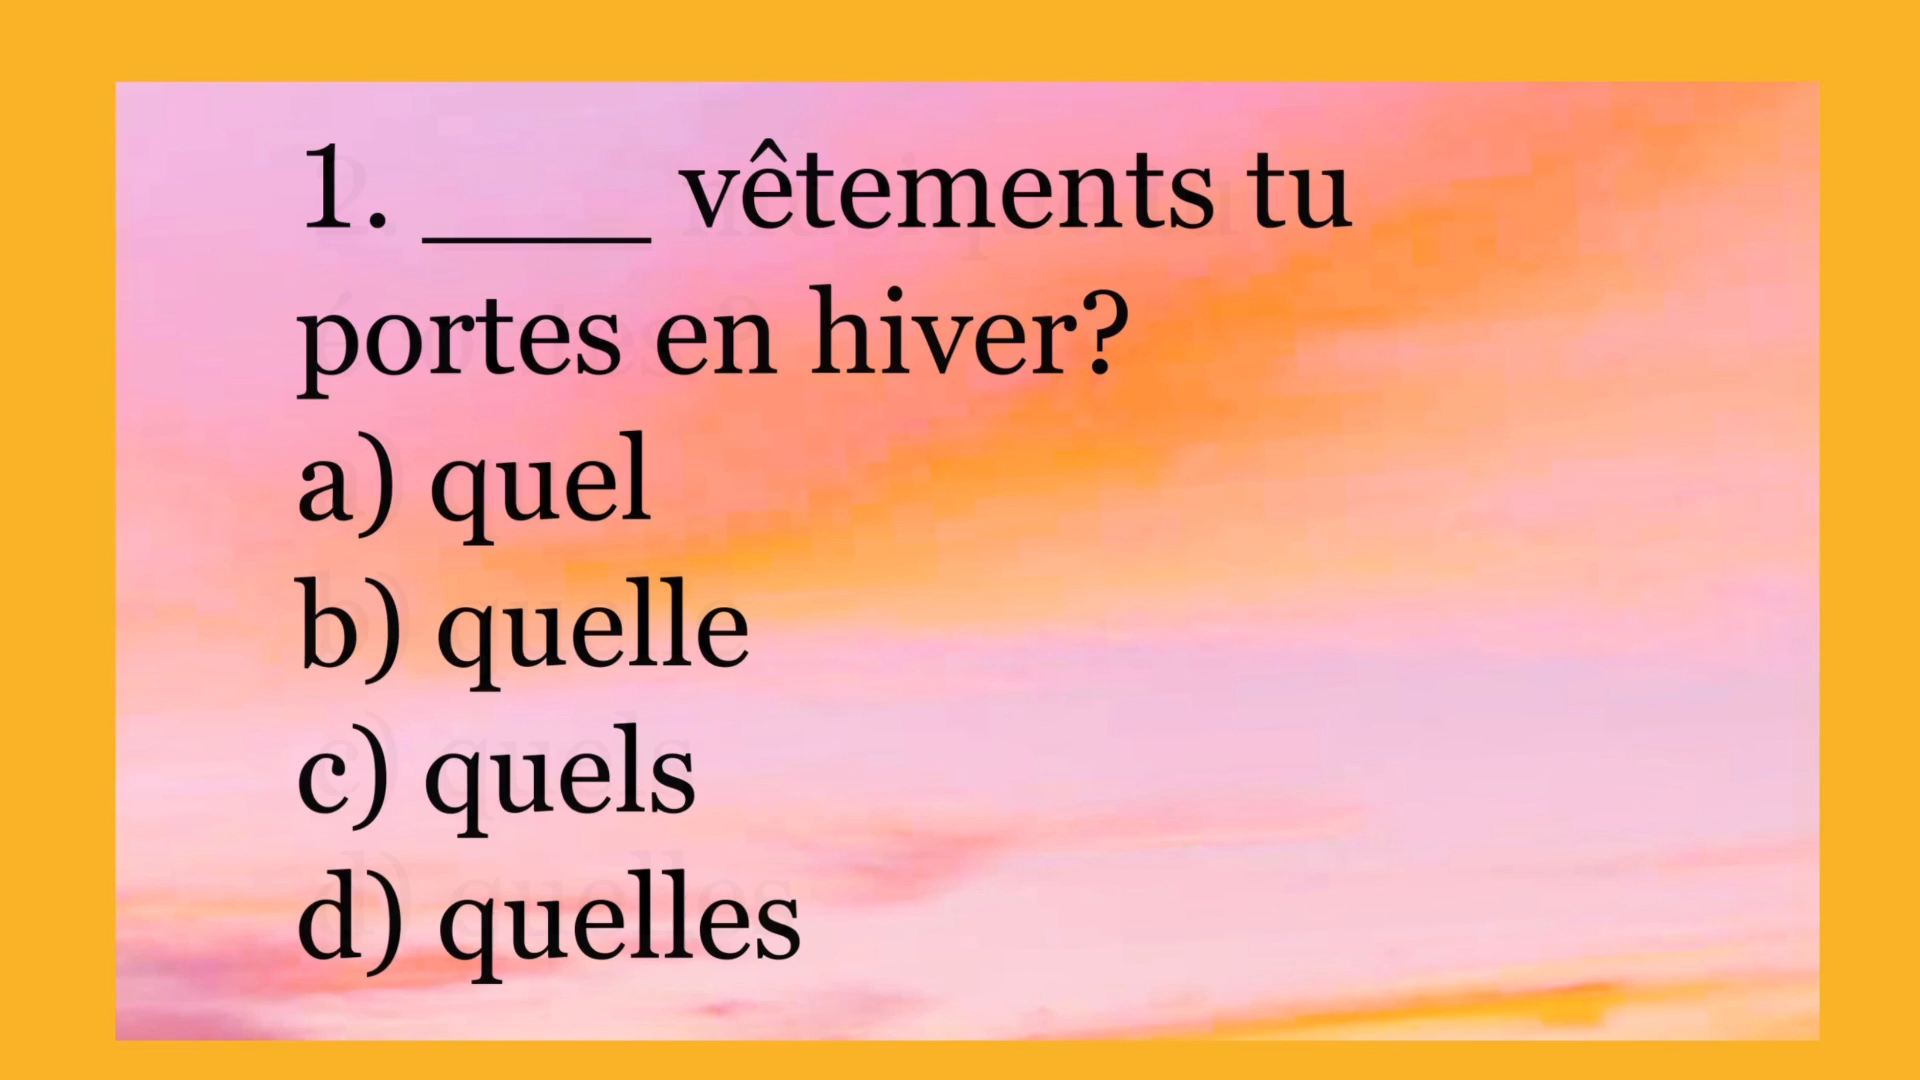 1. ____ vêtements tu
portes en hiver?
a) quel
b) quelle
c) quels
d) quelles